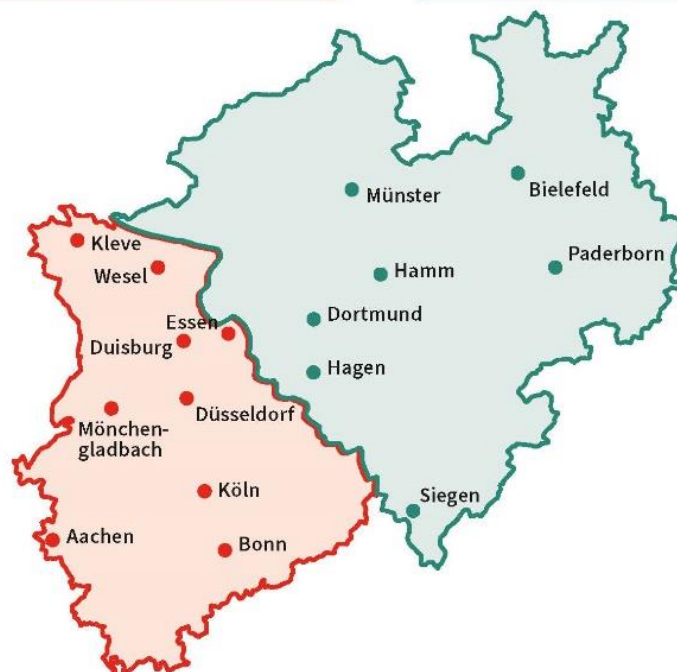 Münster
Bielefeld
Kleve
Wesel
Hamm
Paderborn
Essen
Dortmund
Duisburg
Hagen
Düsseldorf
Mönchen-
gladbach
Köln
Siegen
Aachen
Bonn